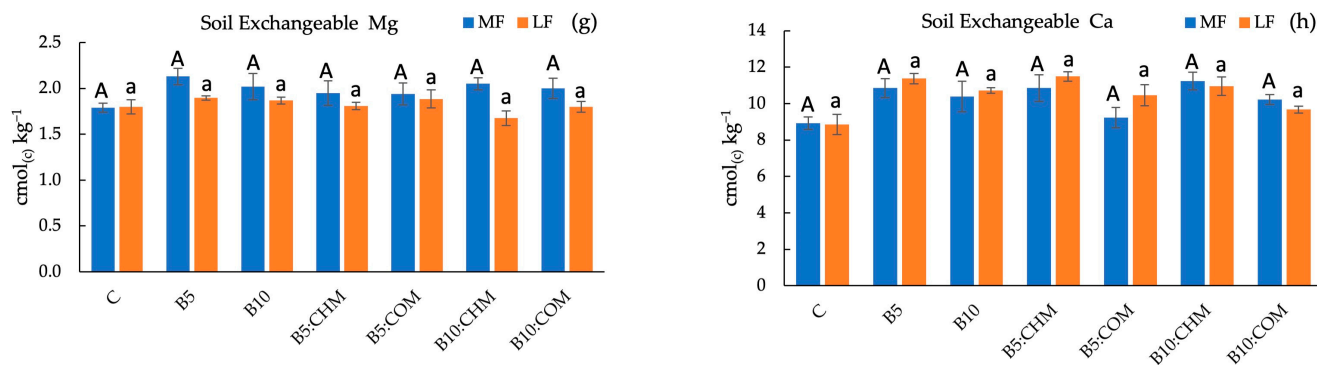 Soil Exchangeable Mg
MF LF
(g)
2.5
2.0
1.5
1.0
0.5
0.0
cmol(c) kg⁻¹
A a A a A a A a A a A a A a
C B5 B10 B5:CHM B5:COM B10:CHM B10:COM
Soil Exchangeable Ca
MF LF
(h)
14
12
10
8
6
4
2
0
cmol(c) kg⁻¹
A a A a A a A a A a A a A a
C B5 B10 B5:CHM B5:COM B10:CHM B10:COM